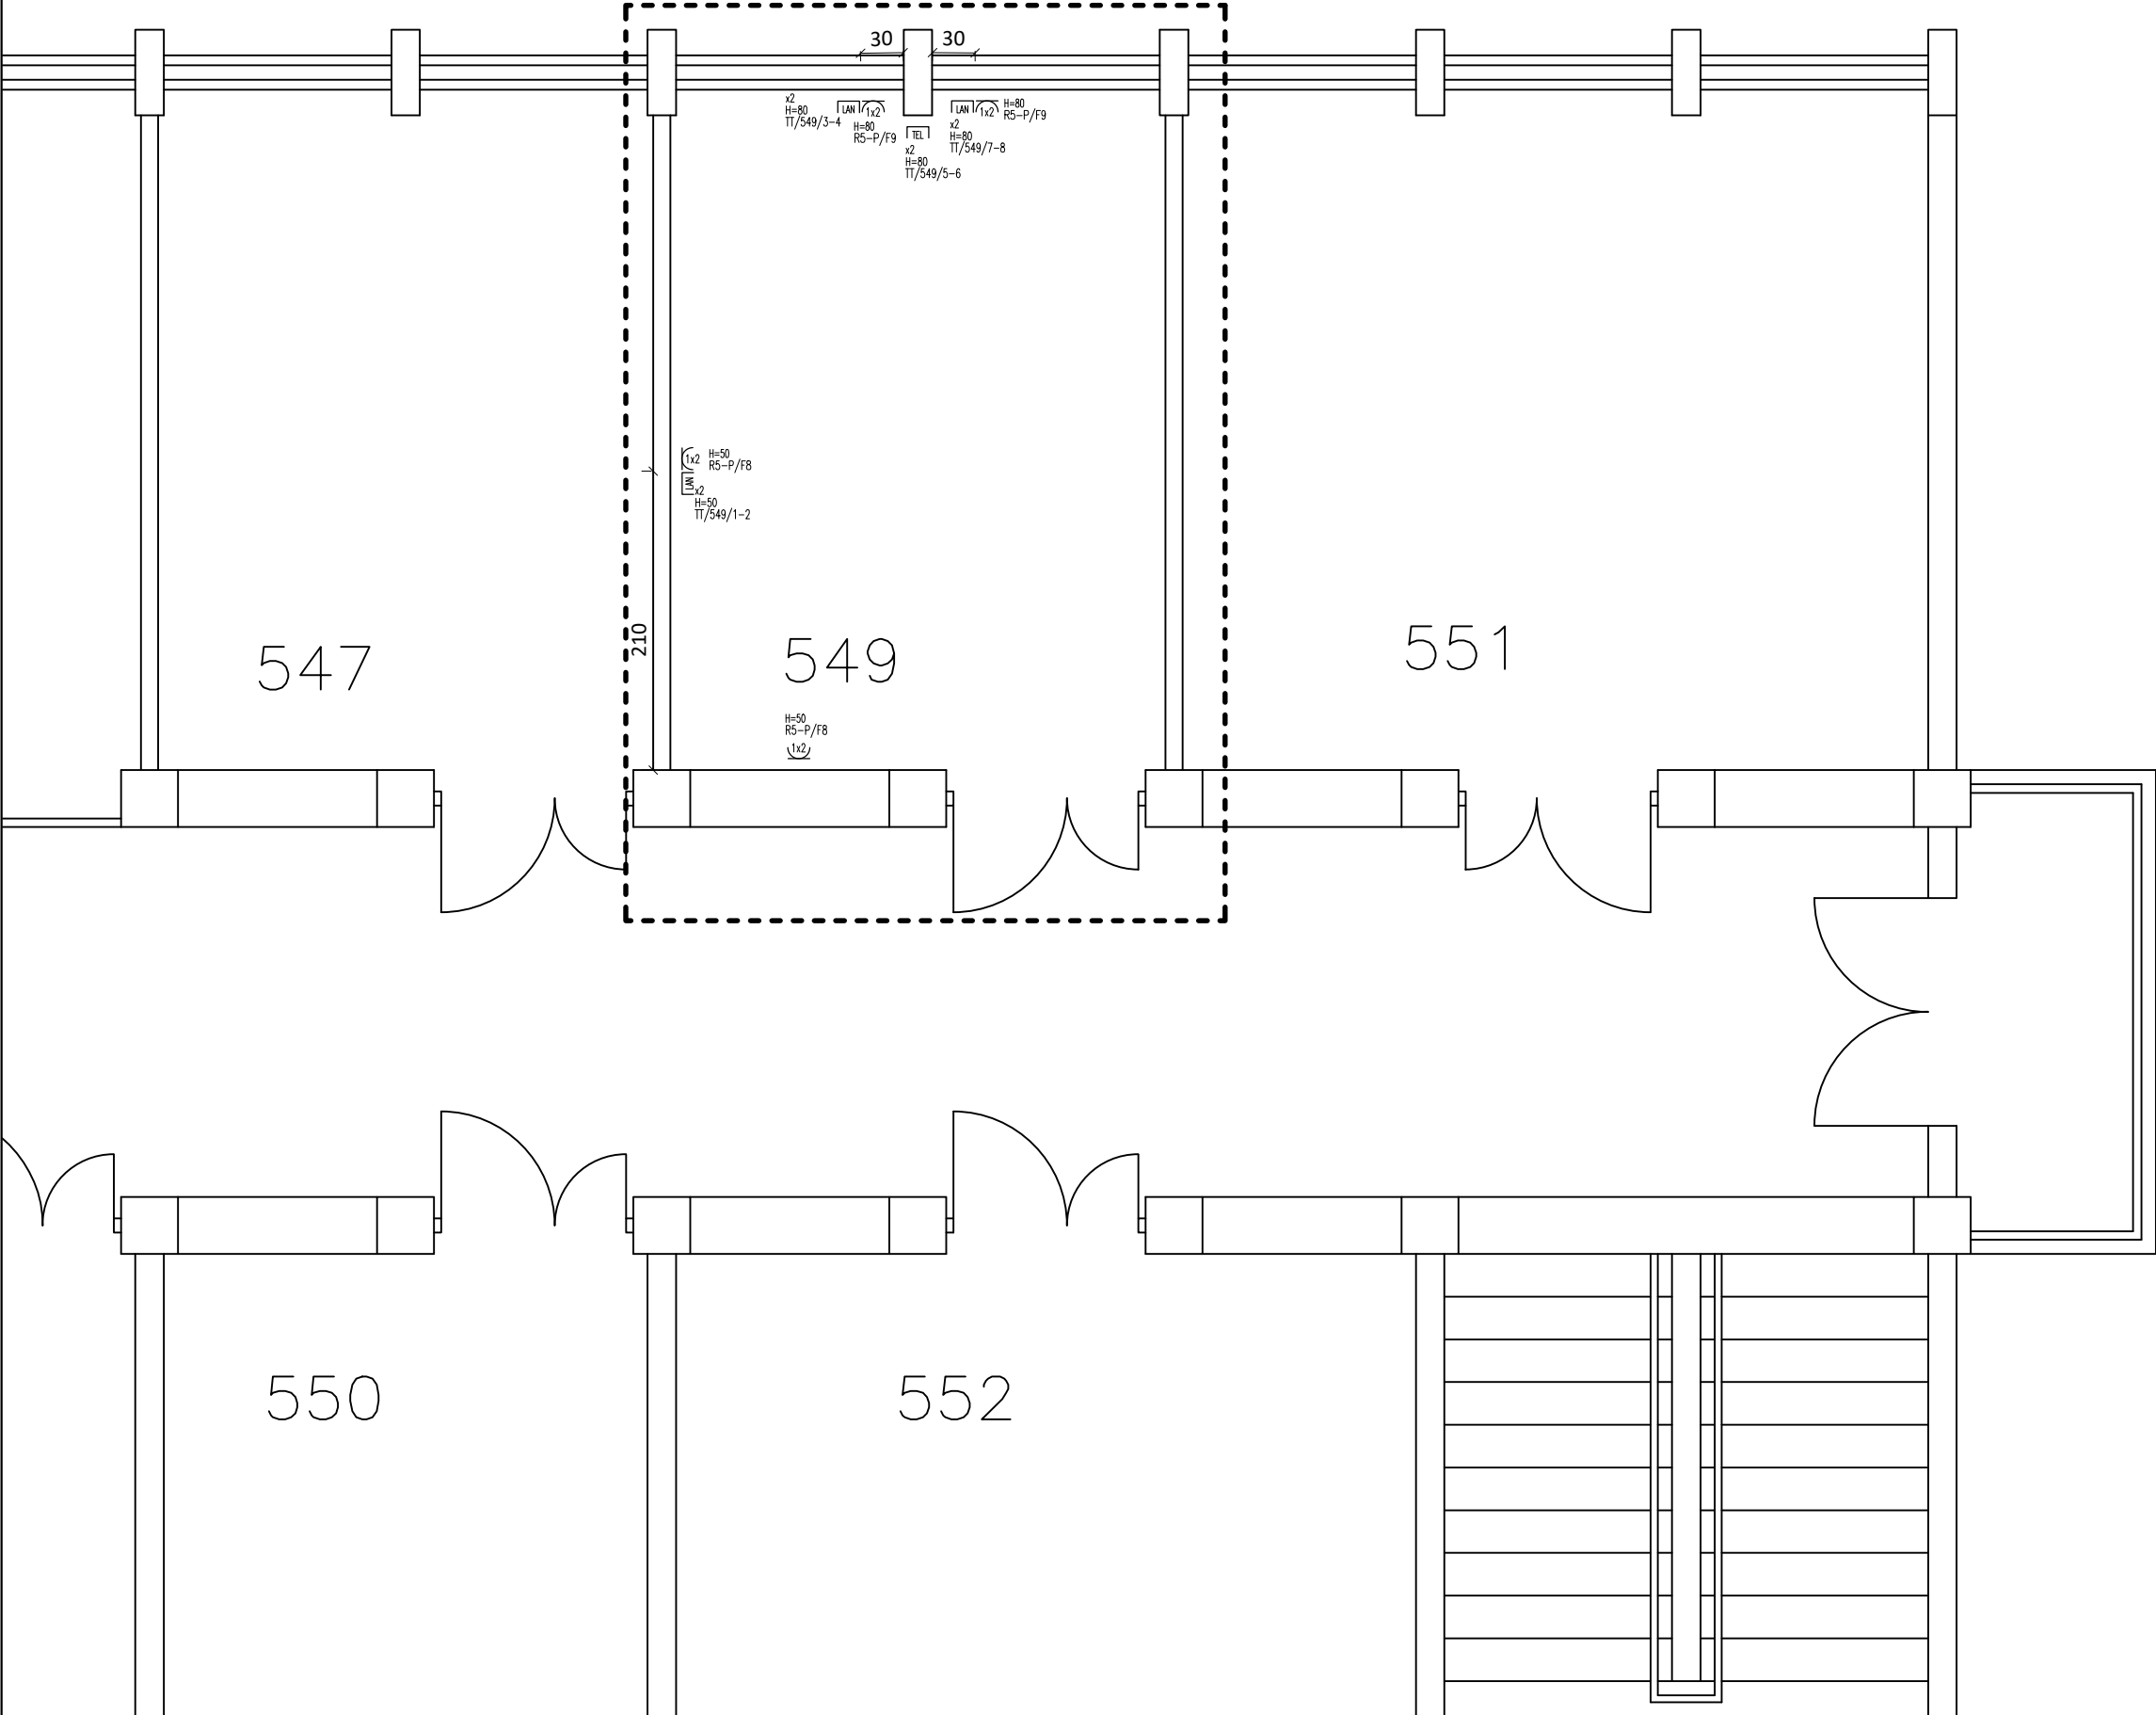 30
30
x2
H=80
TT/549/3-4
LAN
1x2
H=80
R5-P/F9
LAN
1x2
H=80
R5-P/F9
x2
H=80
TT/549/7-8
TEL
x2
H=80
TT/549/5-6
1x2
H=50
R5-P/F8
LAN
x2
H=50
TT/549/1-2
210
547
549
551
H=50
R5-P/F8
1x2
550
552